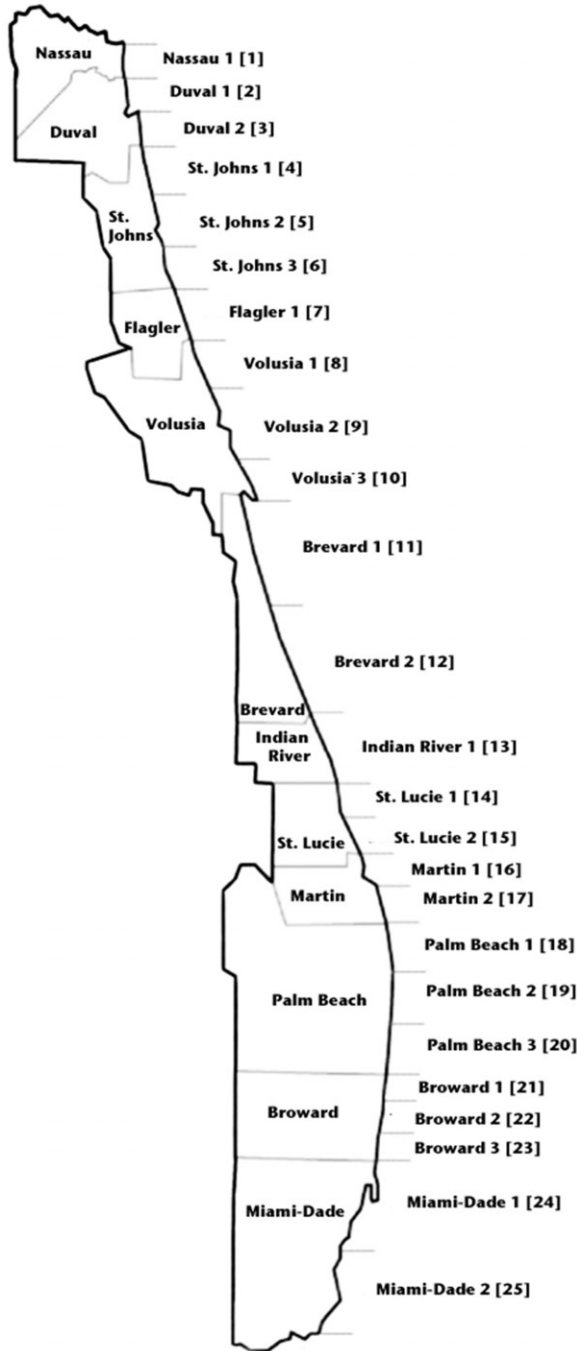 Nassau
Nassau 1 [1]
Duval 1 [2]
Duval
Duval 2 [3]
St. Johns 1 [4]
St.
Johns
St. Johns 2 [5]
St. Johns 3 [6]
Flagler
Flagler 1 [7]
Volusia 1 [8]
Volusia
Volusia 2 [9]
Volusia 3 [10]
Brevard 1 [11]
Brevard 2 [12]
Brevard
Indian
River
Indian River 1 [13]
St. Lucie 1 [14]
St. Lucie
St. Lucie 2 [15]
Martin 1 [16]
Martin
Martin 2 [17]
Palm Beach 1 [18]
Palm Beach 2 [19]
Palm Beach
Palm Beach 3 [20]
Broward 1 [21]
Broward
Broward 2 [22]
Broward 3 [23]
Miami-Dade
Miami-Dade 1 [24]
Miami-Dade 2 [25]